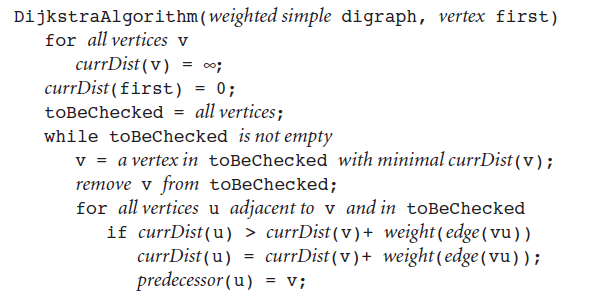 DijkstraAlgorithm(weighted simple digraph, vertex first)
for all vertices v
currDist(v) = ∞;
currDist(first) = 0;
toBeChecked = all vertices;
while toBeChecked is not empty
v = a vertex in toBeChecked with minimal currDist(v);
remove v from toBeChecked;
for all vertices u adjacent to v and in toBeChecked
if currDist(u) > currDist(v)+ weight(edge(vu))
currDist(u) = currDist(v)+ weight(edge(vu));
predecessor(u) = v;